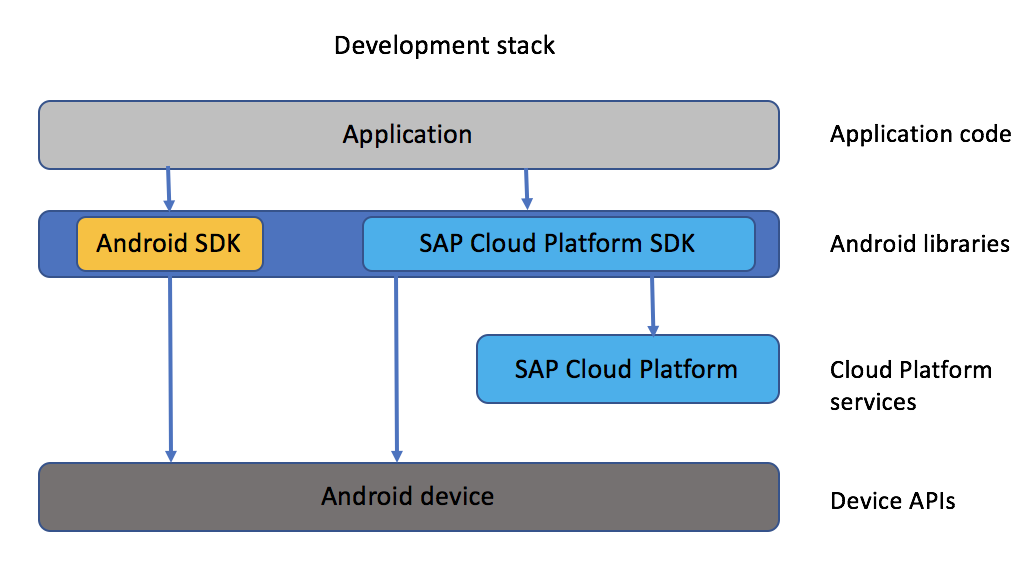 Development stack
Application
Application code
Android SDK
SAP Cloud Platform SDK
Android libraries
SAP Cloud Platform
Cloud Platform
services
Android device
Device APIs